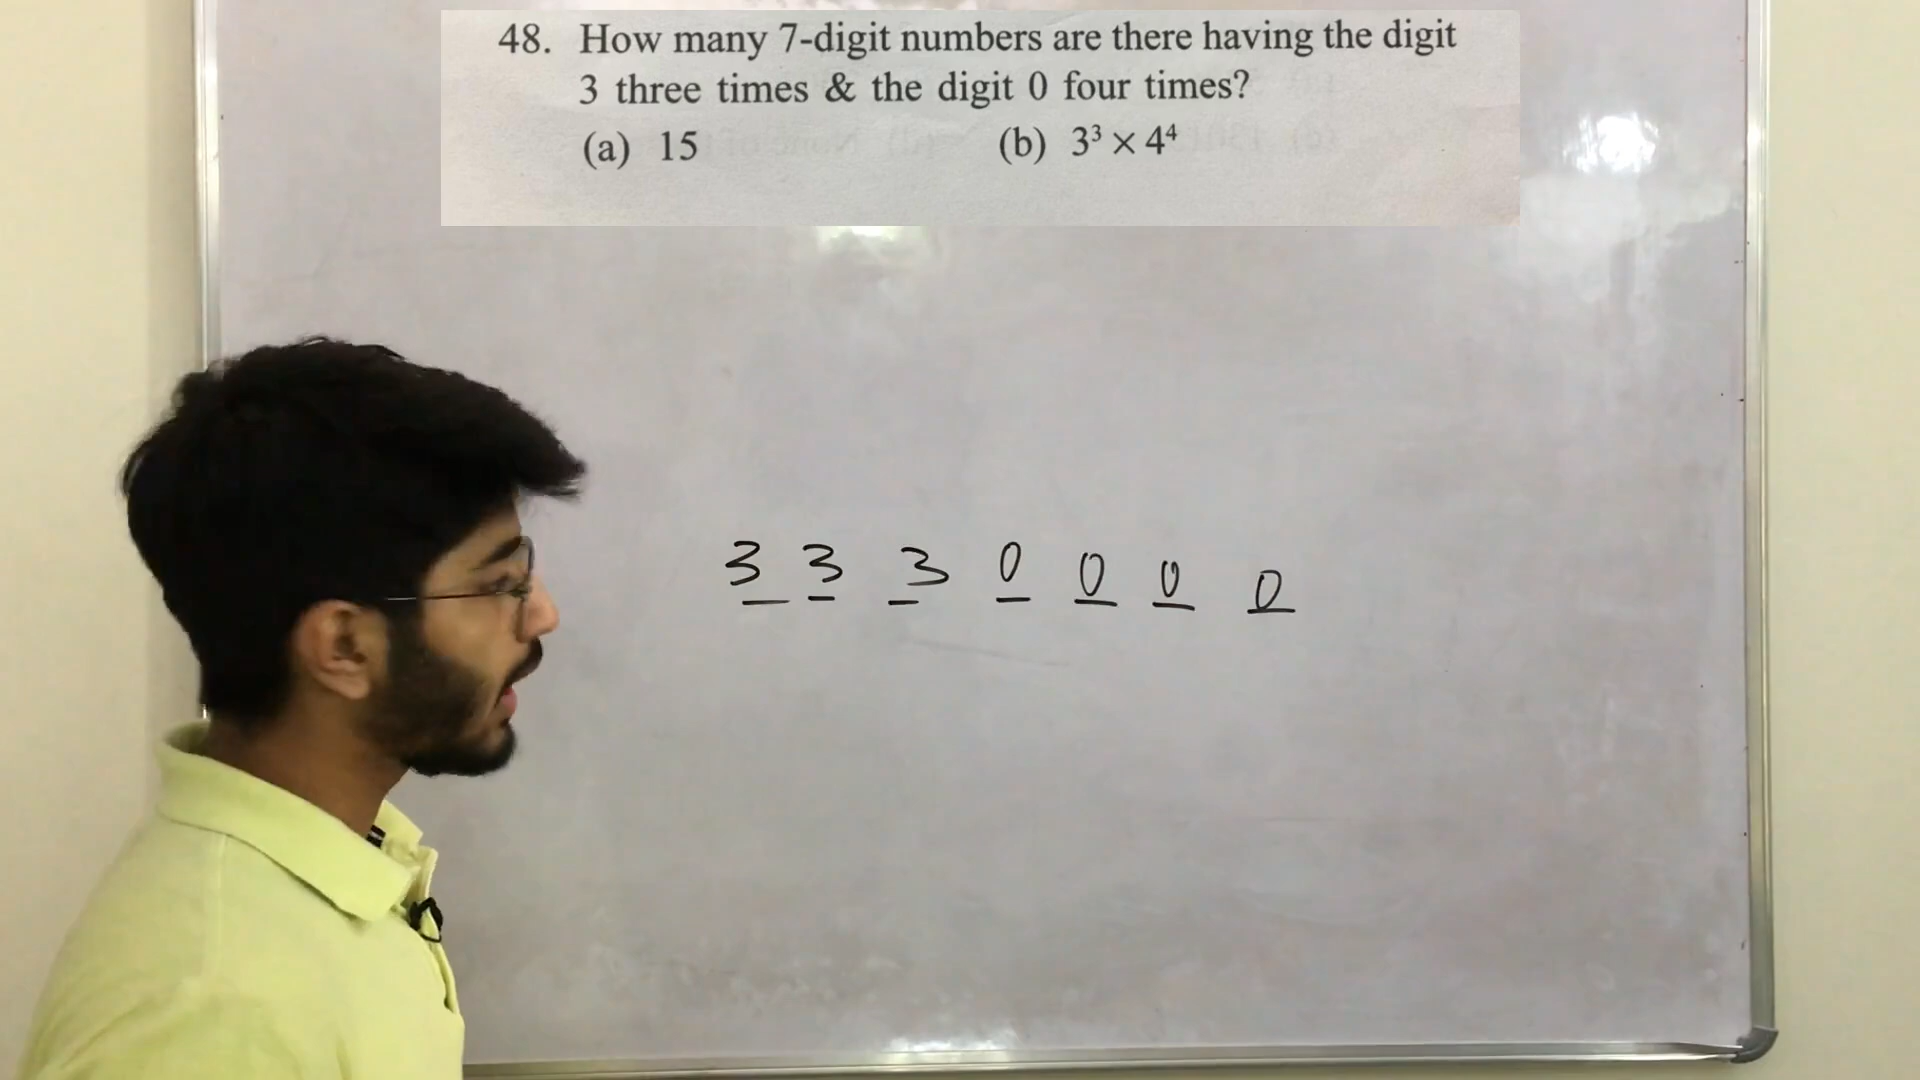 48. How many 7-digit numbers are there having the digit
3 three times & the digit 0 four times?
(a) 15 (b) 3³ × 4⁴
3 3 3 0 0 0 0